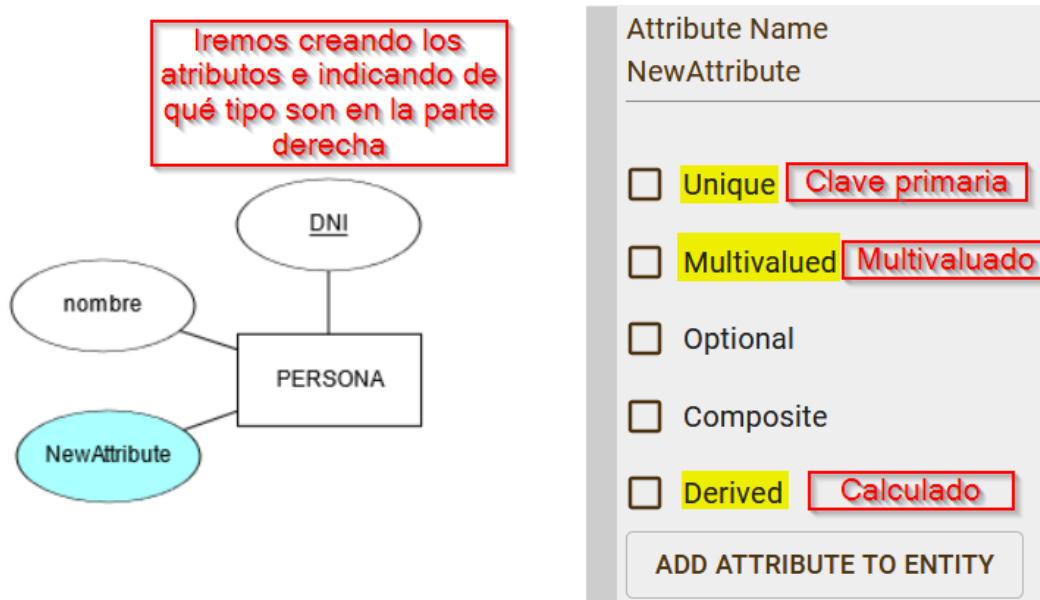 Iremos creando los
atributos e indicando de
qué tipo son en la parte
derecha
DNI
nombre
PERSONA
NewAttribute
Attribute Name
NewAttribute
Unique Clave primaria
Multivalued Multivaluado
Optional
Composite
Derived Calculado
ADD ATTRIBUTE TO ENTITY